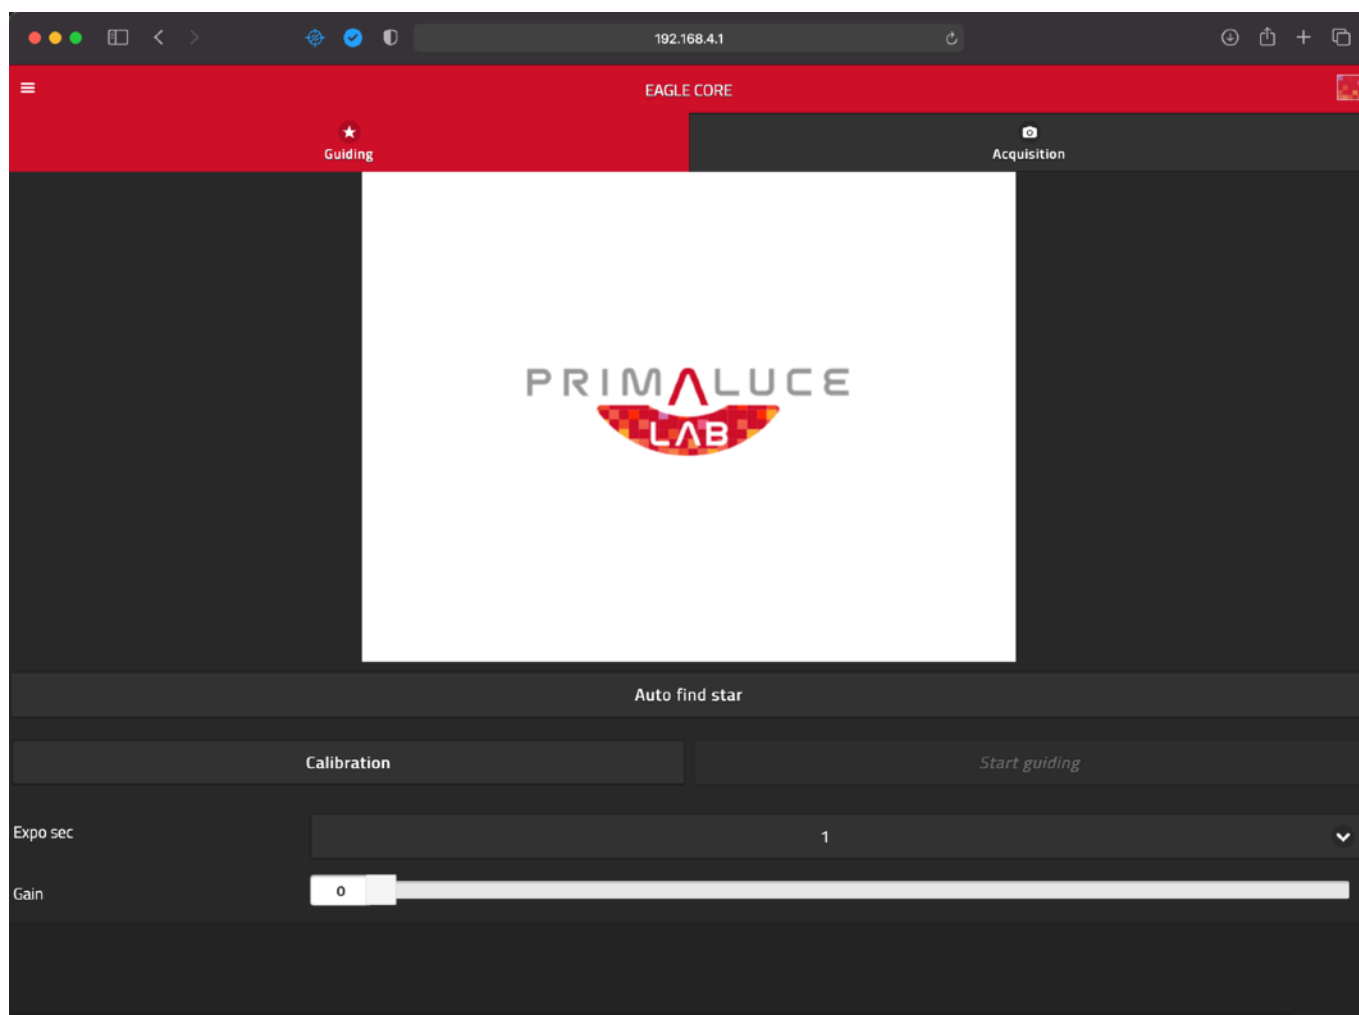 192.168.4.1
EAGLE CORE
Guiding
Acquisition
PRIMALUCE
LAB
Auto find star
Calibration
Start guiding
Expo sec
1
Gain
0